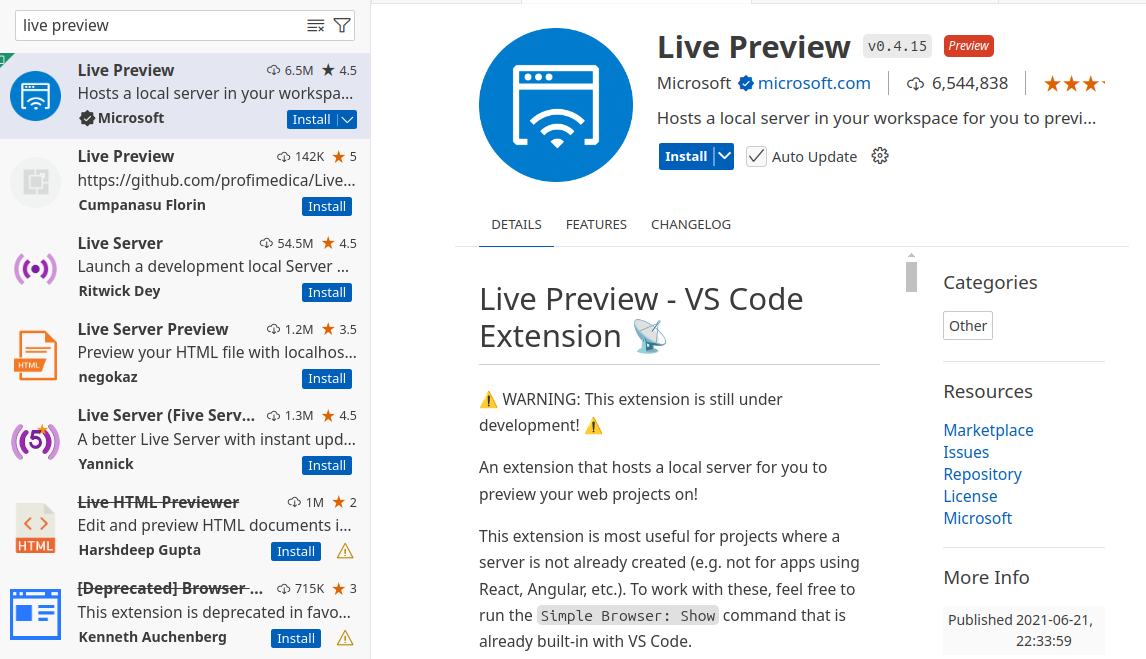 live preview
Live Preview 6.5M 4.5
Hosts a local server in your workspa...
Microsoft Install
Live Preview 142K 5
https://github.com/profimedica/Live...
Cumpanasu Florin Install
Live Server 54.5M 4.5
Launch a development local Server ...
Ritwick Dey Install
Live Server Preview 1.2M 3.5
Preview your HTML file with localhos...
negokaz Install
HTML
Live Server (Five Serv... 1.3M 4.5
A better Live Server with instant upd...
Yannick Install
5
Live HTML Previewer 1M 2
Edit and preview HTML documents i...
Harshdeep Gupta Install
HTML
[Deprecated] Browser ... 715K 3
This extension is deprecated in favo...
Kenneth Auchenberg Install
Live Preview v0.4.15 Preview
Microsoft microsoft.com 6,544,838
Hosts a local server in your workspace for you to previ...
Install Auto Update
DETAILS FEATURES CHANGELOG
Live Preview - VS Code
Extension 📡
⚠️ WARNING: This extension is still under
development! ⚠️
An extension that hosts a local server for you to
preview your web projects on!
This extension is most useful for projects where a
server is not already created (e.g. not for apps using
React, Angular, etc.). To work with these, feel free to
run the Simple Browser: Show command that is
already built-in with VS Code.
Categories
Other
Resources
Marketplace
Issues
Repository
License
Microsoft
More Info
Published 2021-06-21,
22:33:59